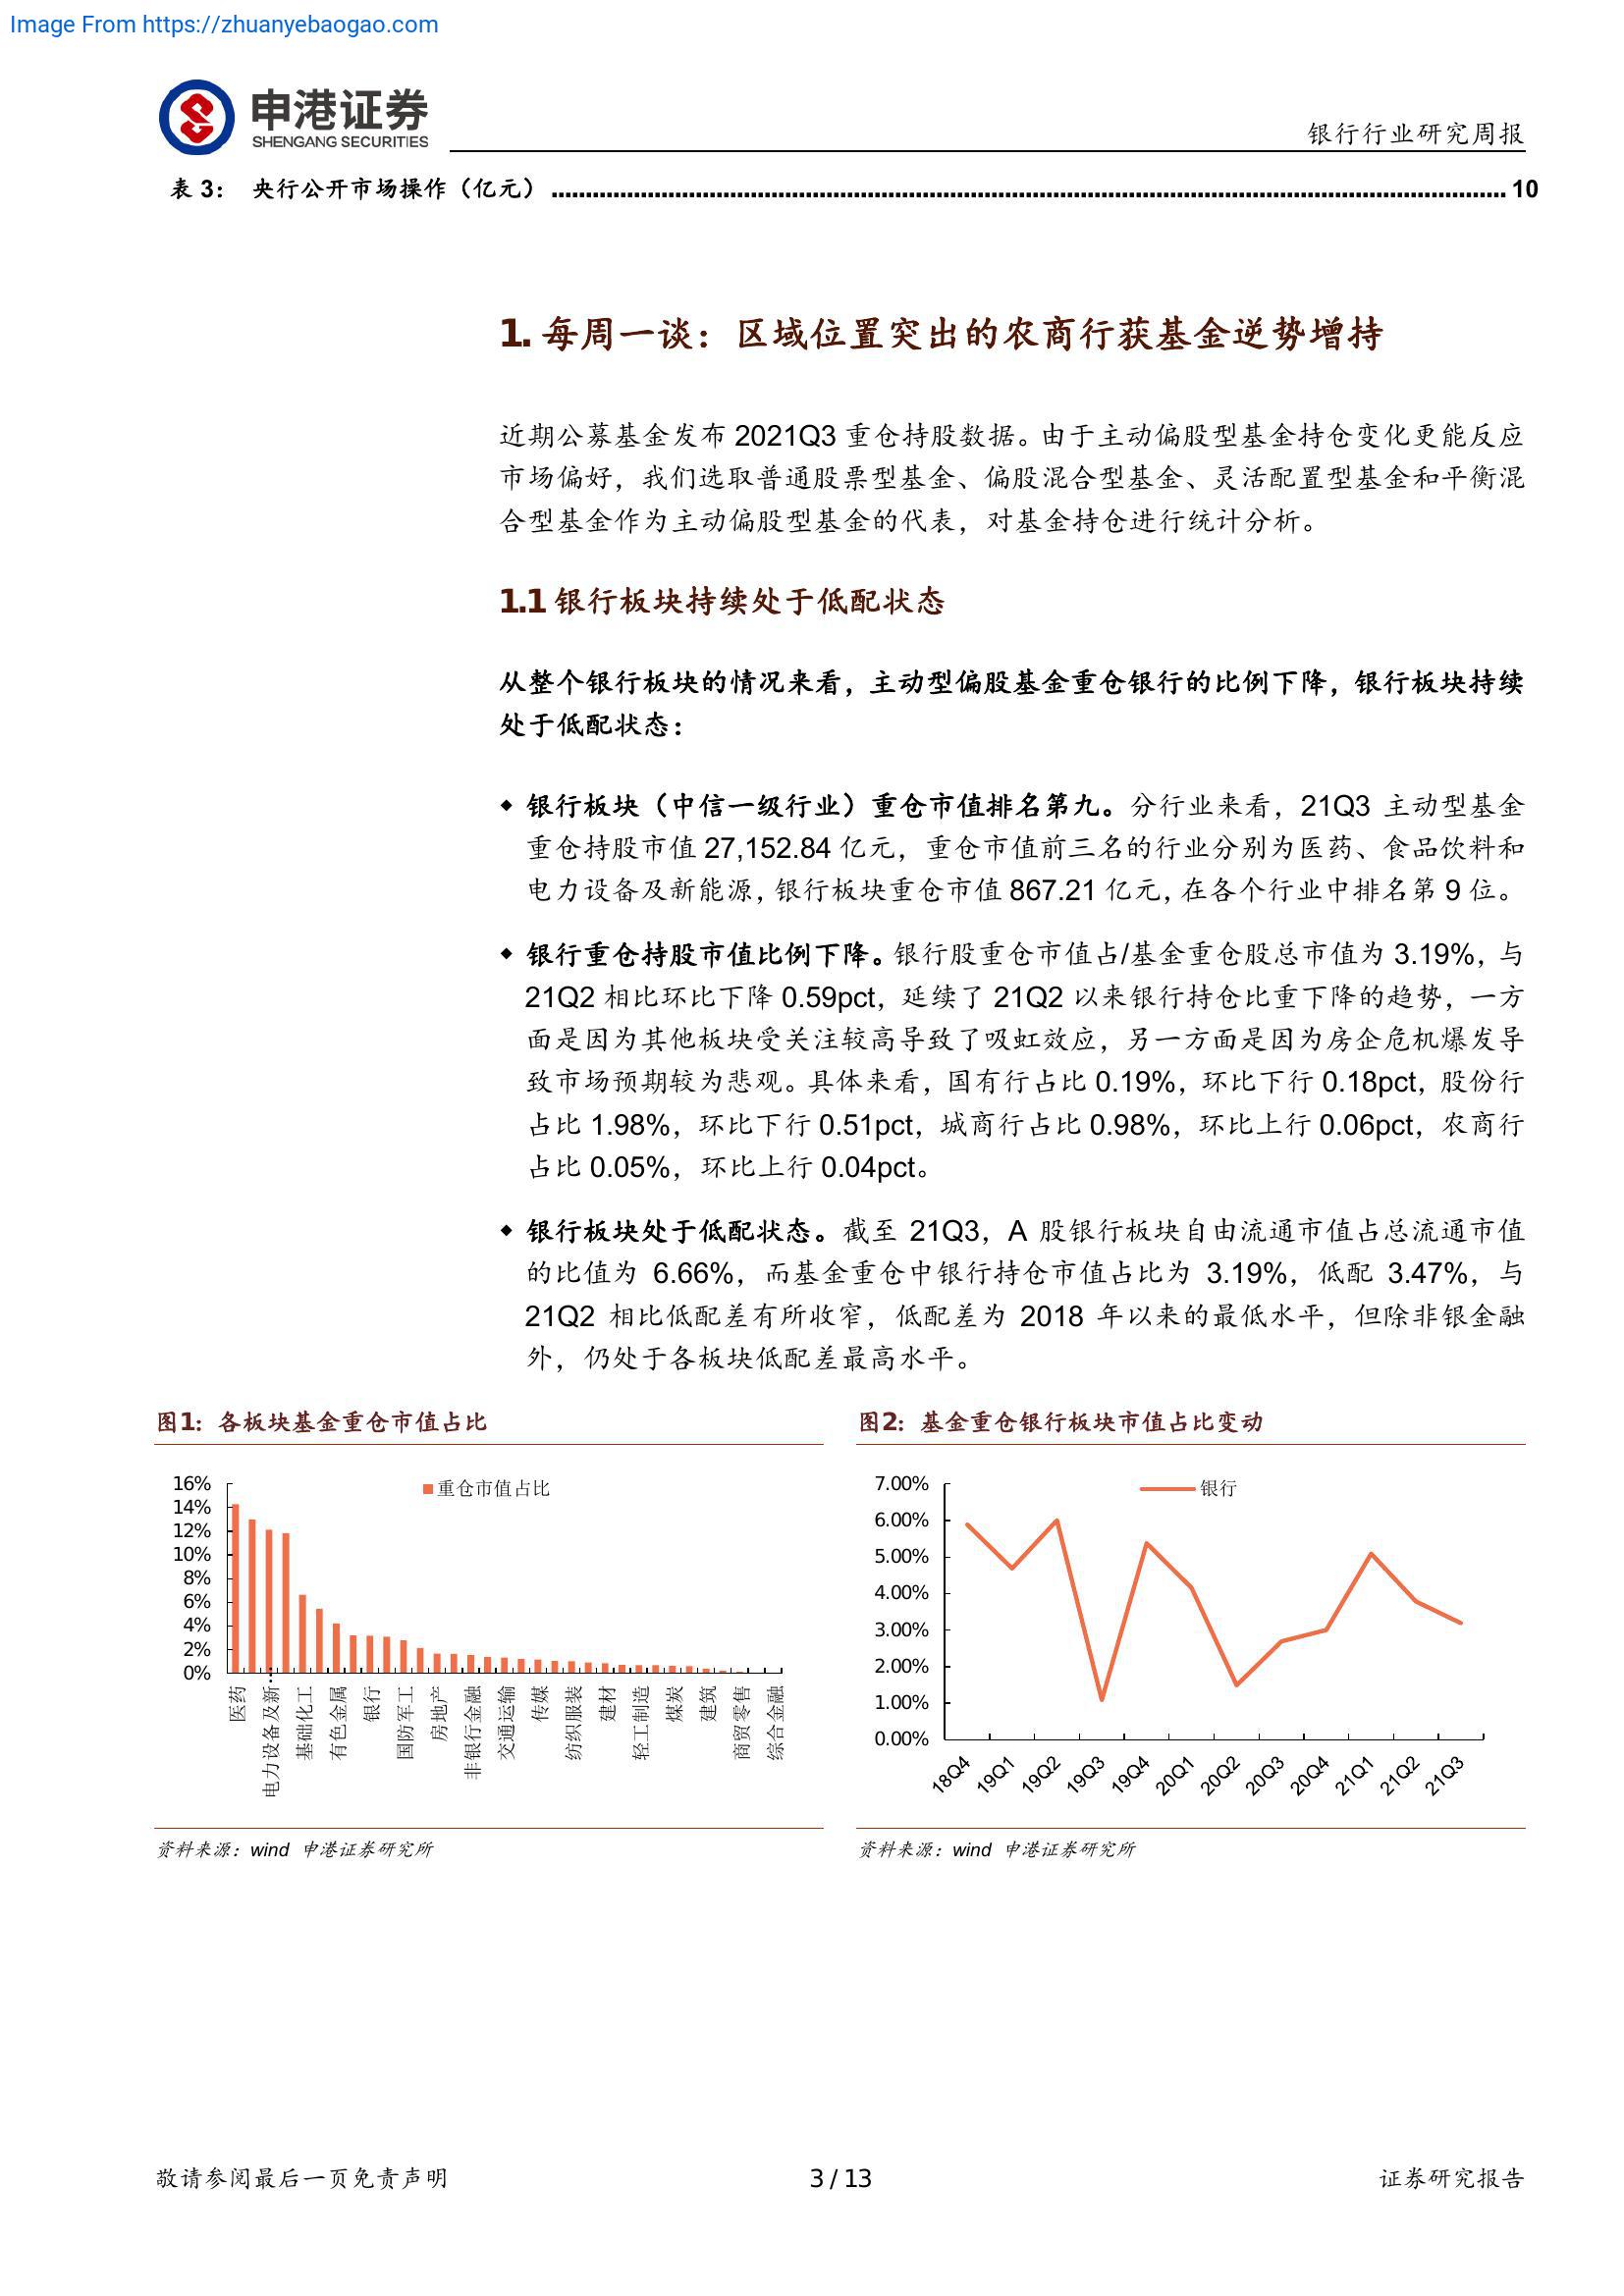 Image From https://zhuanyebaogao.com
申港证券
SHENGANG SECURITIES
银行行业研究周报
表 3： 央行公开市场操作（亿元） 10
1. 每周一谈：区域位置突出的农商行获基金逆势增持
近期公募基金发布 2021Q3 重仓持股数据。由于主动偏股型基金持仓变化更能反应
市场偏好，我们选取普通股票型基金、偏股混合型基金、灵活配置型基金和平衡混
合型基金作为主动偏股型基金的代表，对基金持仓进行统计分析。
1.1 银行板块持续处于低配状态
从整个银行板块的情况来看，主动型偏股基金重仓银行的比例下降，银行板块持续
处于低配状态：
◆ 银行板块（中信一级行业）重仓市值排名第九。分行业来看，21Q3 主动型基金
重仓持股市值 27,152.84 亿元，重仓市值前三名的行业分别为医药、食品饮料和
电力设备及新能源，银行板块重仓市值 867.21 亿元，在各个行业中排名第 9 位。
◆ 银行重仓持股市值比例下降。银行股重仓市值占/基金重仓股总市值为 3.19%，与
21Q2 相比环比下降 0.59pct，延续了 21Q2 以来银行持仓比重下降的趋势，一方
面是因为其他板块受关注较高导致了吸虹效应，另一方面是因为房企危机爆发导
致市场预期较为悲观。具体来看，国有行占比 0.19%，环比下行 0.18pct，股份行
占比 1.98%，环比下行 0.51pct，城商行占比 0.98%，环比上行 0.06pct，农商行
占比 0.05%，环比上行 0.04pct。
◆ 银行板块处于低配状态。截至 21Q3，A 股银行板块自由流通市值占总流通市值
的比值为 6.66%，而基金重仓中银行持仓市值占比为 3.19%，低配 3.47%，与
21Q2 相比低配差有所收窄，低配差为 2018 年以来的最低水平，但除非银金融
外，仍处于各板块低配差最高水平。
图1：各板块基金重仓市值占比
重仓市值占比
16%
14%
12%
10%
8%
6%
4%
2%
0%
医药
电力设备及新…
基础化工
有色金属
银行
国防军工
房地产
非银行金融
交通运输
传媒
纺织服装
建材
轻工制造
煤炭
建筑
商贸零售
综合金融
资料来源：wind 申港证券研究所
图2：基金重仓银行板块市值占比变动
银行
7.00%
6.00%
5.00%
4.00%
3.00%
2.00%
1.00%
0.00%
18Q4
19Q1
19Q2
19Q3
19Q4
20Q1
20Q2
20Q3
20Q4
21Q1
21Q2
21Q3
资料来源：wind 申港证券研究所
敬请参阅最后一页免责声明
3 / 13
证券研究报告